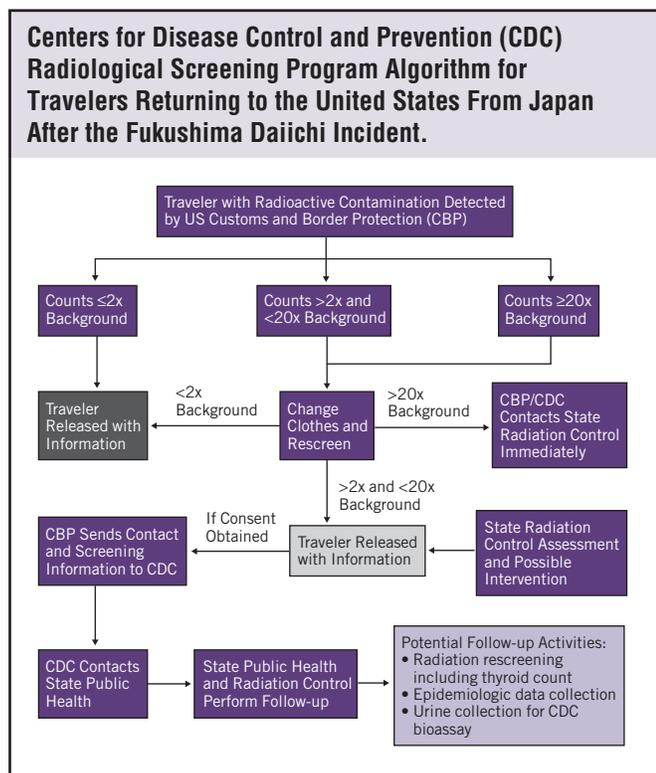 Centers for Disease Control and Prevention (CDC)
Radiological Screening Program Algorithm for
Travelers Returning to the United States From Japan
After the Fukushima Daiichi Incident.
Traveler with Radioactive Contamination Detected
by US Customs and Border Protection (CBP)
Counts ≤2x
Background
Counts >2x and
<20x Background
Counts ≥20x
Background
Traveler
Released with
Information
<2x
Background
Change
Clothes and
Rescreen
>20x
Background
CBP/CDC
Contacts State
Radiation Control
Immediately
>2x and <20x
Background
CBP Sends Contact
and Screening
Information to CDC
If Consent
Obtained
Traveler Released
with Information
State Radiation
Control Assessment
and Possible
Intervention
CDC Contacts
State Public
Health
State Public Health
and Radiation Control
Perform Follow-up
Potential Follow-up Activities:
• Radiation rescreening
including thyroid count
• Epidemiologic data collection
• Urine collection for CDC
bioassay